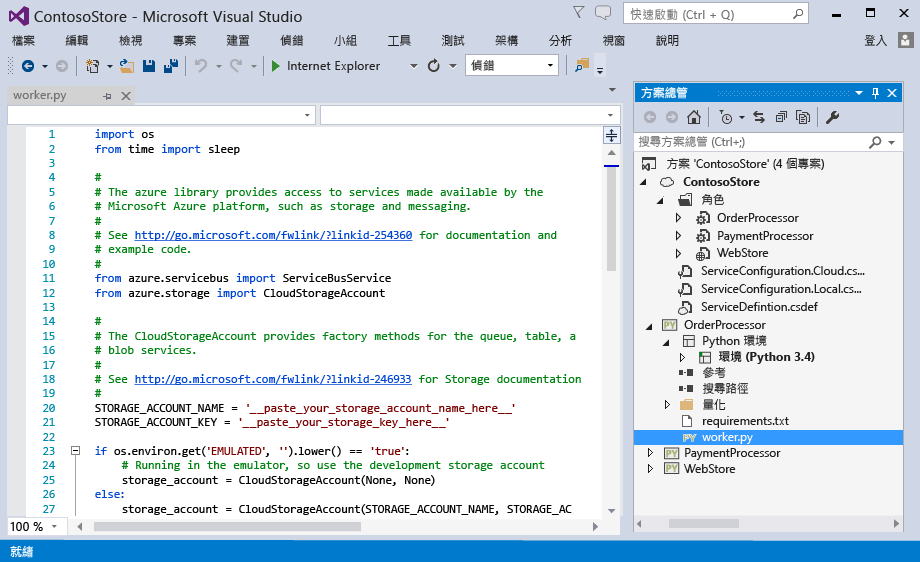 ContosoStore - Microsoft Visual Studio
快速啟動 (Ctrl + Q)
檔案 編輯 檢視 專案 建置 偵錯 小組 工具 測試 架構 分析 視窗 說明 登入
Internet Explorer 偵錯
worker.py
1 import os
2 from time import sleep
3
4 #
5 # The azure library provides access to services made available by the
6 # Microsoft Azure platform, such as storage and messaging.
7 #
8 # See http://go.microsoft.com/fwlink/?linkid-254360 for documentation and
9 # example code.
10 #
11 from azure.servicebus import ServiceBusService
12 from azure.storage import CloudStorageAccount
13
14 #
15 # The CloudStorageAccount provides factory methods for the queue, table, a
16 # blob services.
17 #
18 # See http://go.microsoft.com/fwlink/?linkid-246933 for Storage documentation
19 #
20 STORAGE_ACCOUNT_NAME = '__paste_your_storage_account_name_here__'
21 STORAGE_ACCOUNT_KEY = '__paste_your_storage_key_here__'
22
23 if os.environ.get('EMULATED', '').lower() == 'true':
24 # Running in the emulator, so use the development storage account
25 storage_account = CloudStorageAccount(None, None)
26 else:
27 storage_account = CloudStorageAccount(STORAGE_ACCOUNT_NAME, STORAGE_AC
100 %
就緒
方案總管
搜尋方案總管 (Ctrl+;)
方案 'ContosoStore' (4 個專案)
ContosoStore
角色
OrderProcessor
PaymentProcessor
WebStore
ServiceConfiguration.Cloud.cs...
ServiceConfiguration.Local.cs...
ServiceDefintion.csdef
PY OrderProcessor
Python 環境
環境 (Python 3.4)
參考
搜尋路徑
量化
requirements.txt
PY worker.py
PY PaymentProcessor
PY WebStore